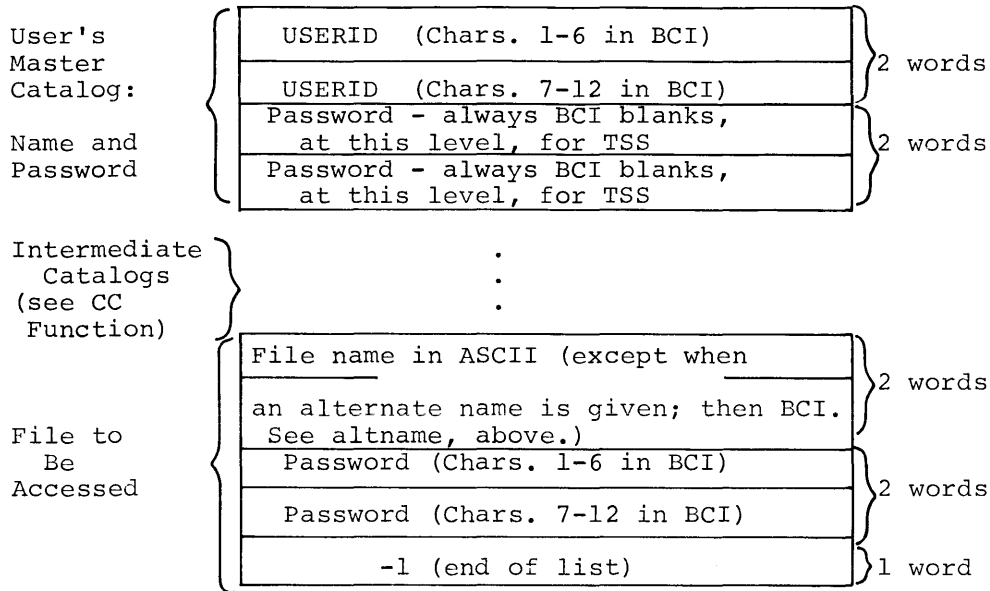 User's
Master
Catalog:
Name and
Password
USERID (Chars. 1-6 in BCI)
USERID (Chars. 7-12 in BCI)
2 words
Password - always BCI blanks,
at this level, for TSS
Password - always BCI blanks,
at this level, for TSS
2 words
Intermediate
Catalogs
(see CC
Function)
.
.
.
File to
Be
Accessed
File name in ASCII (except when
an alternate name is given; then BCI.
See altname, above.)
2 words
Password (Chars. 1-6 in BCI)
Password (Chars. 7-12 in BCI)
2 words
-1 (end of list)
1 word